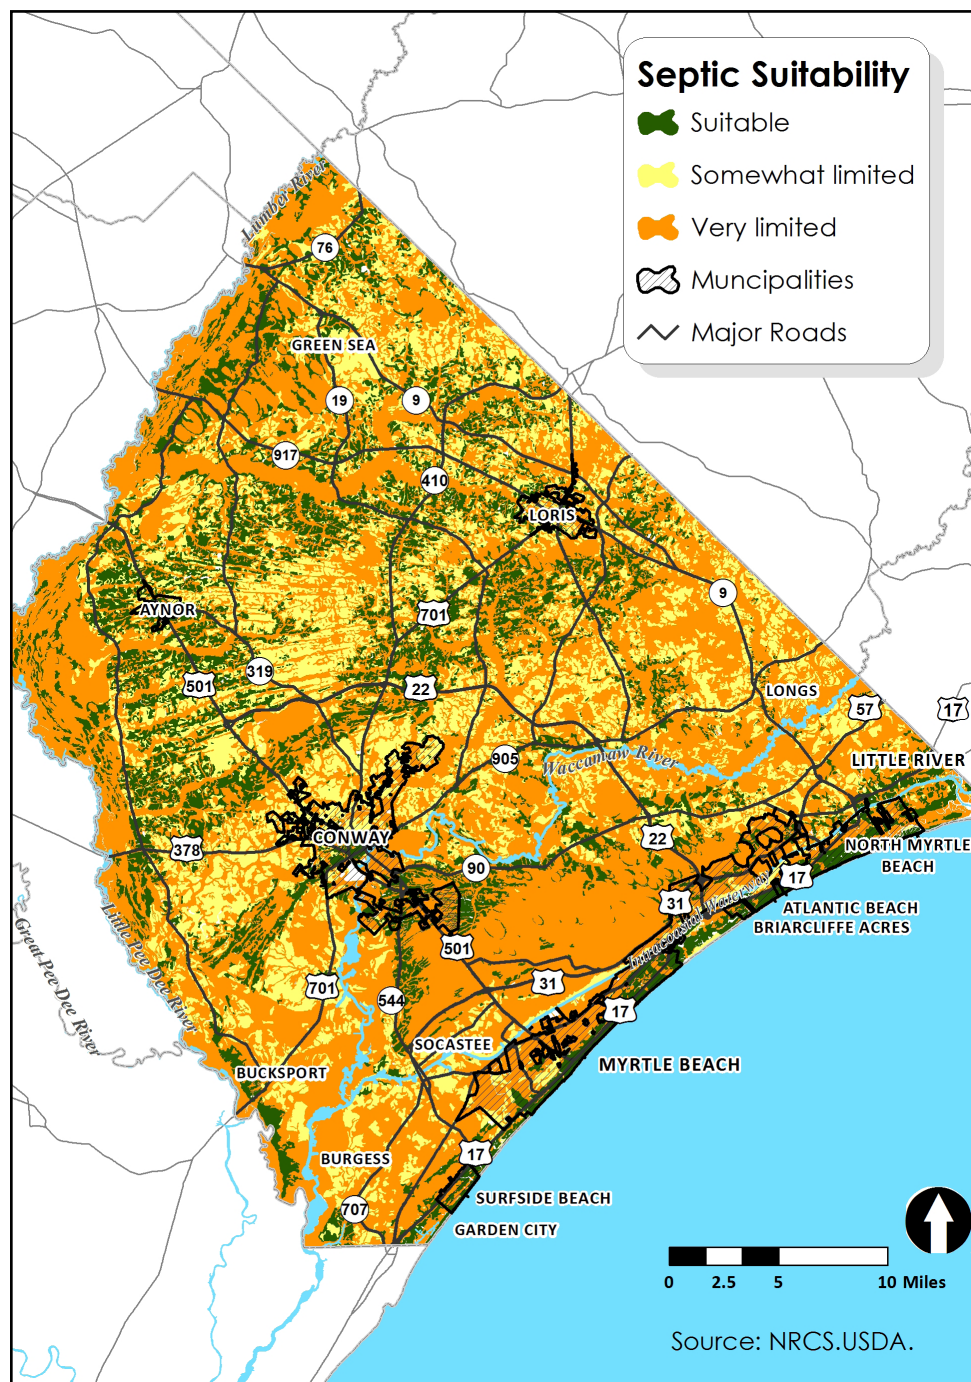 Septic Suitability
Suitable
Somewhat limited
Very limited
Muncipalities
Major Roads
Lumber River
76
GREEN SEA
19
9
917
410
LORIS
9
AYNOR
701
319
501
22
LONGS
57
17
905
Waccamaw River
LITTLE RIVER
CONWAY
378
22
NORTH MYRTLE
BEACH
90
17
31
ATLANTIC BEACH
BRIARCLIFFE ACRES
Intracoastal Waterway
501
Little Pee Dee River
Great Pee Dee River
701
31
544
17
SOCASTEE
MYRTLE BEACH
BUCKSPORT
17
BURGESS
SURFSIDE BEACH
707
GARDEN CITY
0 2.5 5 10 Miles
Source: NRCS.USDA.